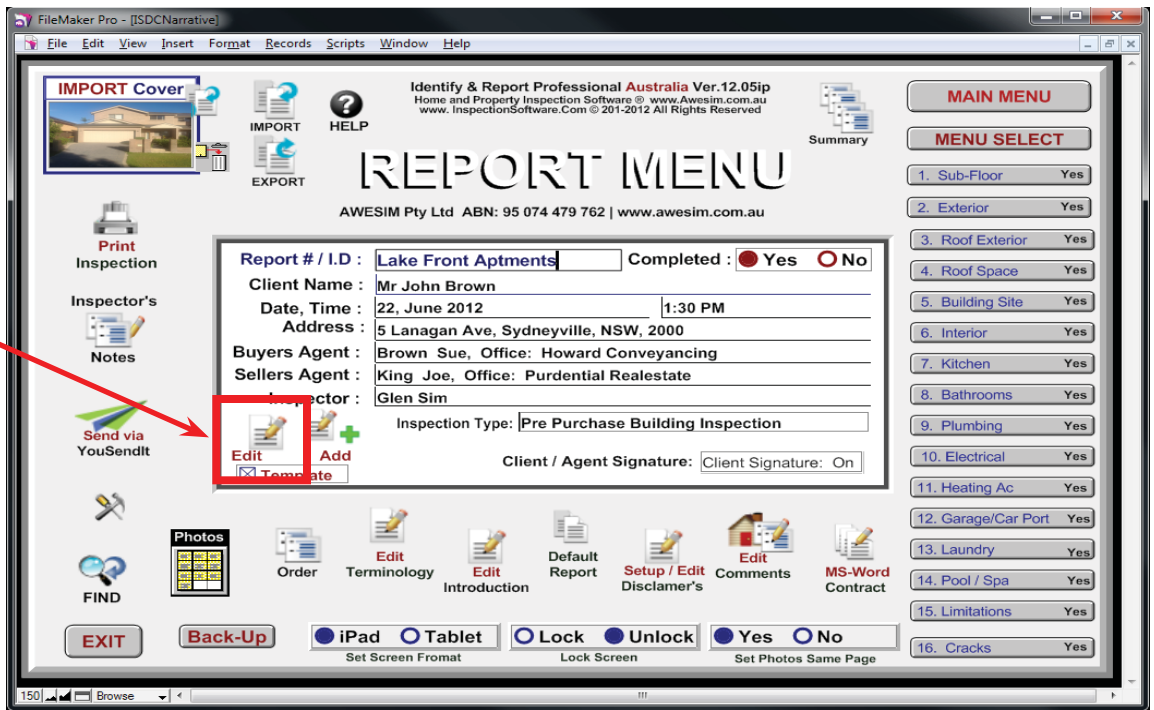 FileMaker Pro - [ISDCNarrative]
File Edit View Insert Format Records Scripts Window Help
IMPORT Cover
IMPORT
HELP
EXPORT
Identify & Report Professional Australia Ver.12.05ip
Home and Property Inspection Software ® www.Awesim.com.au
www. InspectionSoftware.Com © 201-2012 All Rights Reserved
Summary
REPORT MENU
AWESIM Pty Ltd ABN: 95 074 479 762 | www.awesim.com.au
MAIN MENU
MENU SELECT
1. Sub-Floor Yes
2. Exterior Yes
3. Roof Exterior Yes
4. Roof Space Yes
5. Building Site Yes
6. Interior Yes
7. Kitchen Yes
8. Bathrooms Yes
9. Plumbing Yes
10. Electrical Yes
11. Heating Ac Yes
12. Garage/Car Port Yes
13. Laundry Yes
14. Pool / Spa Yes
15. Limitations Yes
16. Cracks Yes
Print
Inspection
Inspector's
Notes
Send via
YouSendIt
FIND
EXIT
Report # / I.D : Lake Front Aptments Completed : Yes No
Client Name : Mr John Brown
Date, Time : 22, June 2012 1:30 PM
Address : 5 Lanagan Ave, Sydneyville, NSW, 2000
Buyers Agent : Brown Sue, Office: Howard Conveyancing
Sellers Agent : King Joe, Office: Purdential Realestate
Inspector : Glen Sim
Inspection Type: Pre Purchase Building Inspection
Edit Add
Template
Client / Agent Signature: Client Signature: On
Photos
Order
Edit
Terminology
Edit
Introduction
Default
Report
Setup / Edit
Disclamer's
Edit
Comments
MS-Word
Contract
Back-Up
iPad Tablet
Set Screen Fromat
Lock Unlock
Lock Screen
Yes No
Set Photos Same Page
150 Browse